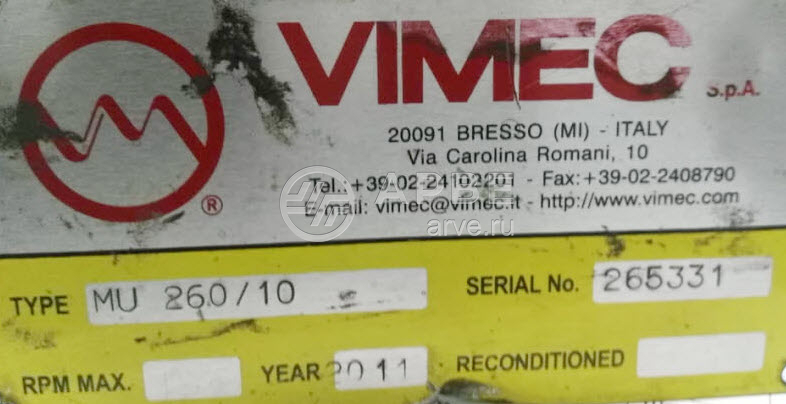 VIMEC S.p.A.
20091 BRESSO (MI) - ITALY
Via Carolina Romani, 10
Tel.: +39-02-24102201 - Fax:+39-02-2408790
E-mail: vimec@vimec.it - http://www.vimec.com
ARVE
arve.ru
TYPE MU 260/10 SERIAL No. 265331
RPM MAX. YEAR 2011 RECONDITIONED